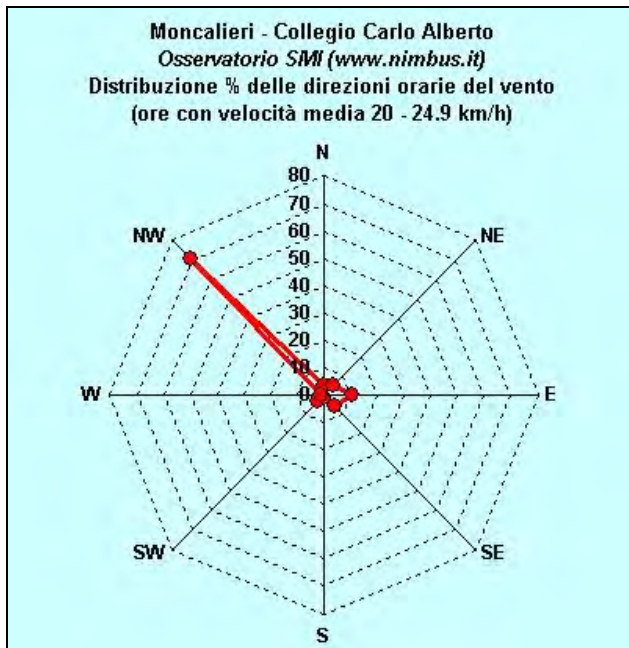 Moncalieri - Collegio Carlo Alberto
Osservatorio SMI (www.nimbus.it)
Distribuzione % delle direzioni orarie del vento
(ore con velocità media 20 - 24.9 km/h)
N
80
70
NW
NE
60
50
40
30
20
10
W
0
E
SW
SE
S